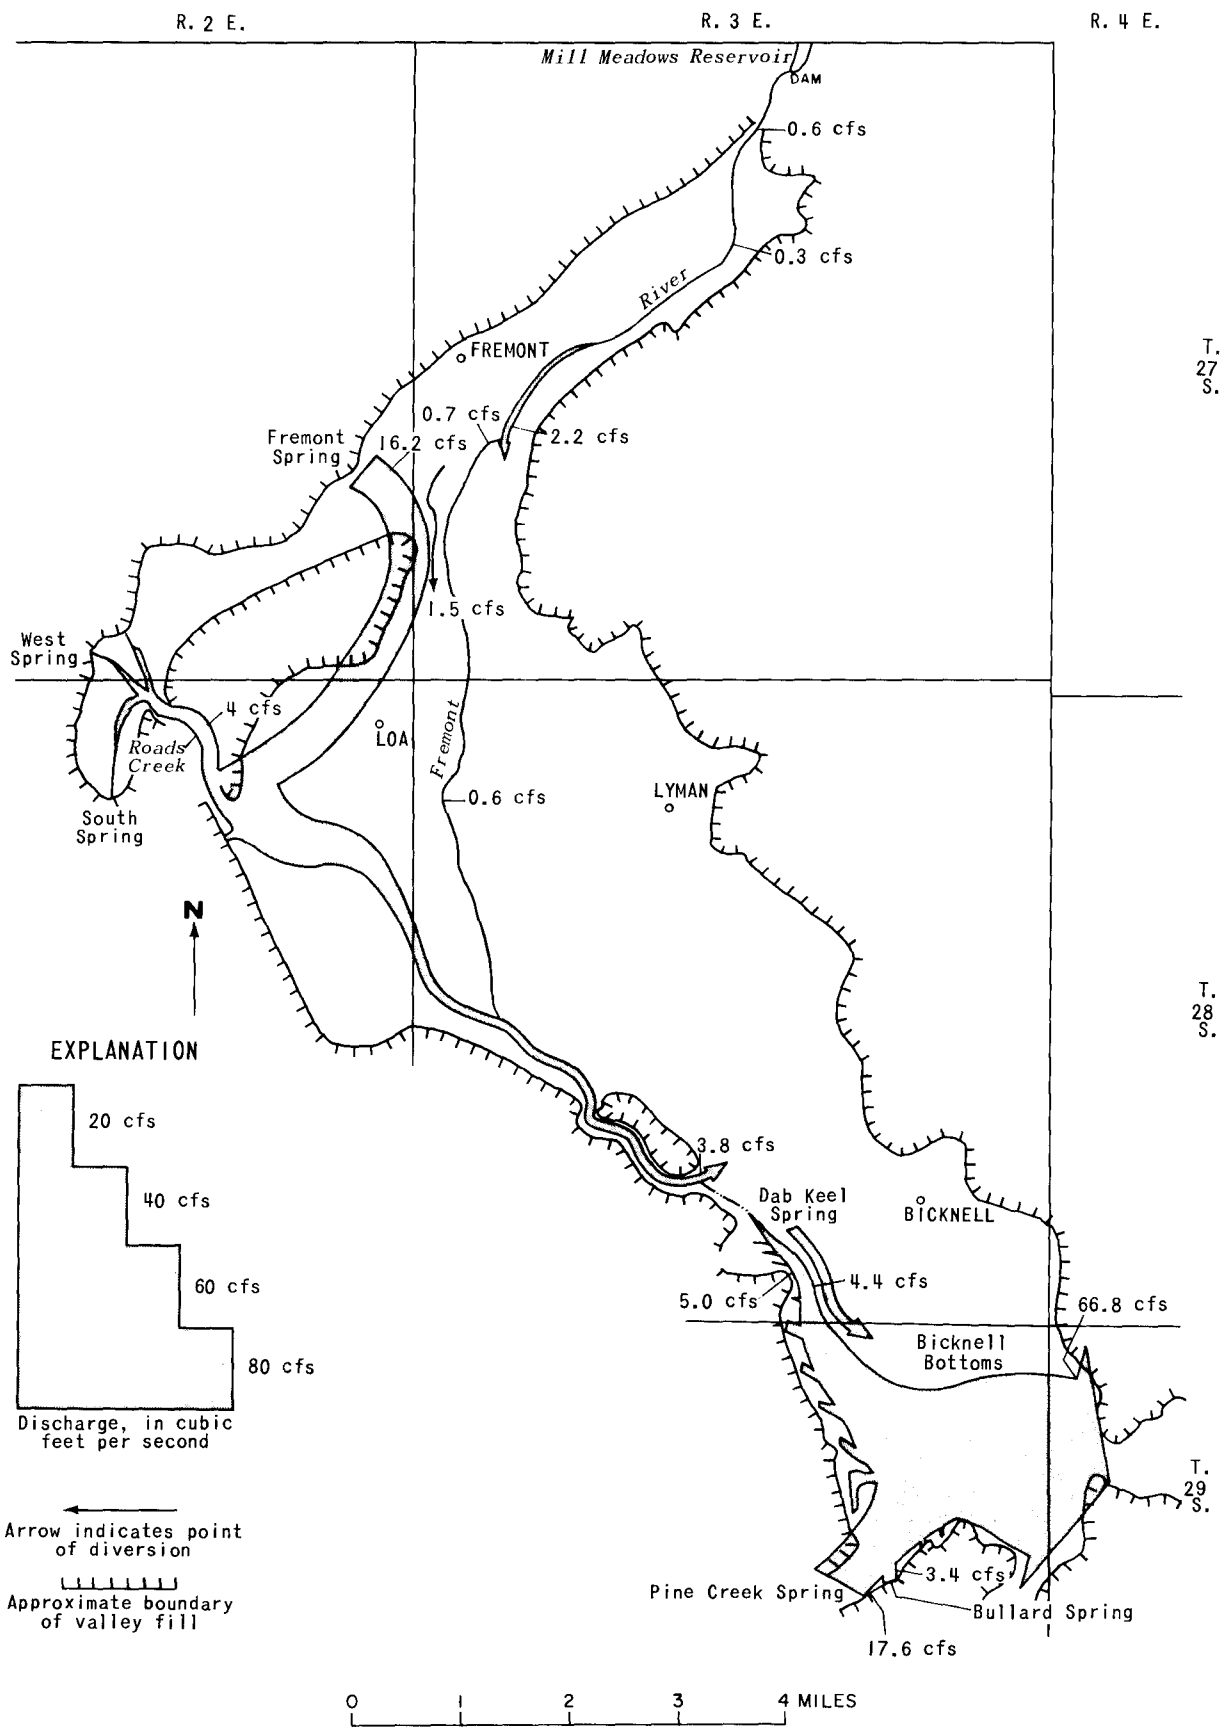 R. 2 E.
R. 3 E.
R. 4 E.
Mill Meadows Reservoir
DAM
0.6 cfs
0.3 cfs
River
FREMONT
T.
27
S.
0.7 cfs
2.2 cfs
Fremont
Spring
16.2 cfs
1.5 cfs
West
Spring
4 cfs
Roads
Creek
LOA
Fremont
LYMAN
0.6 cfs
South
Spring
N
T.
28
S.
EXPLANATION
20 cfs
40 cfs
60 cfs
80 cfs
Discharge, in cubic
feet per second
3.8 cfs
Dab Keel
Spring
BICKNELL
4.4 cfs
5.0 cfs
66.8 cfs
Bicknell
Bottoms
T.
29
S.
Arrow indicates point
of diversion
Approximate boundary
of valley fill
Pine Creek Spring
3.4 cfs
Bullard Spring
17.6 cfs
0 1 2 3 4 MILES